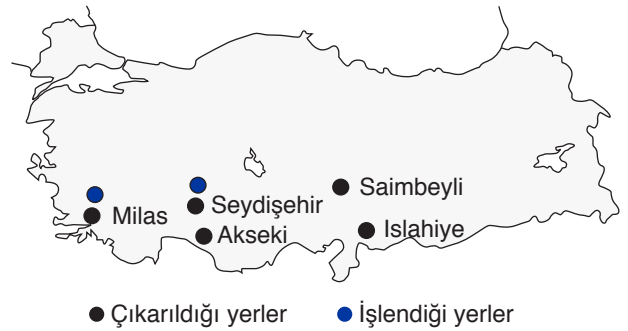 Saimbeyli
Seydişehir
Milas
Akseki
Islahiye
Çıkarıldığı yerler
İşlendiği yerler